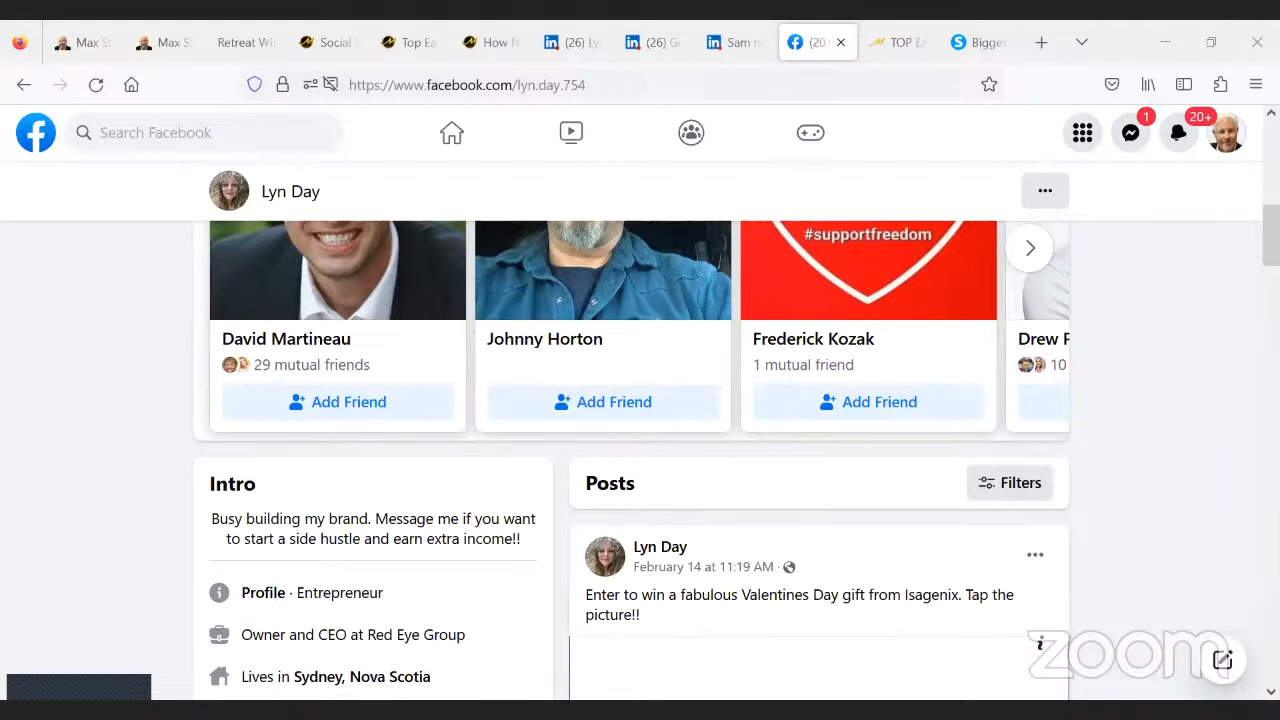 Max St
Max S
Retreat Wi
Social
Top Ea
How N
(26) Ly
(26) G
Sam n
(20
TOP E
Bigges
https://www.facebook.com/lyn.day.754
Search Facebook
1
20+
Lyn Day
#supportfreedom
David Martineau
Johnny Horton
Frederick Kozak
Drew
29 mutual friends
1 mutual friend
10
Add Friend
Add Friend
Add Friend
Intro
Posts
Filters
Busy building my brand. Message me if you want
to start a side hustle and earn extra income!!
Lyn Day
February 14 at 11:19 AM ·
Profile · Entrepreneur
Enter to win a fabulous Valentines Day gift from Isagenix. Tap the
picture!!
Owner and CEO at Red Eye Group
Lives in Sydney, Nova Scotia
zoom